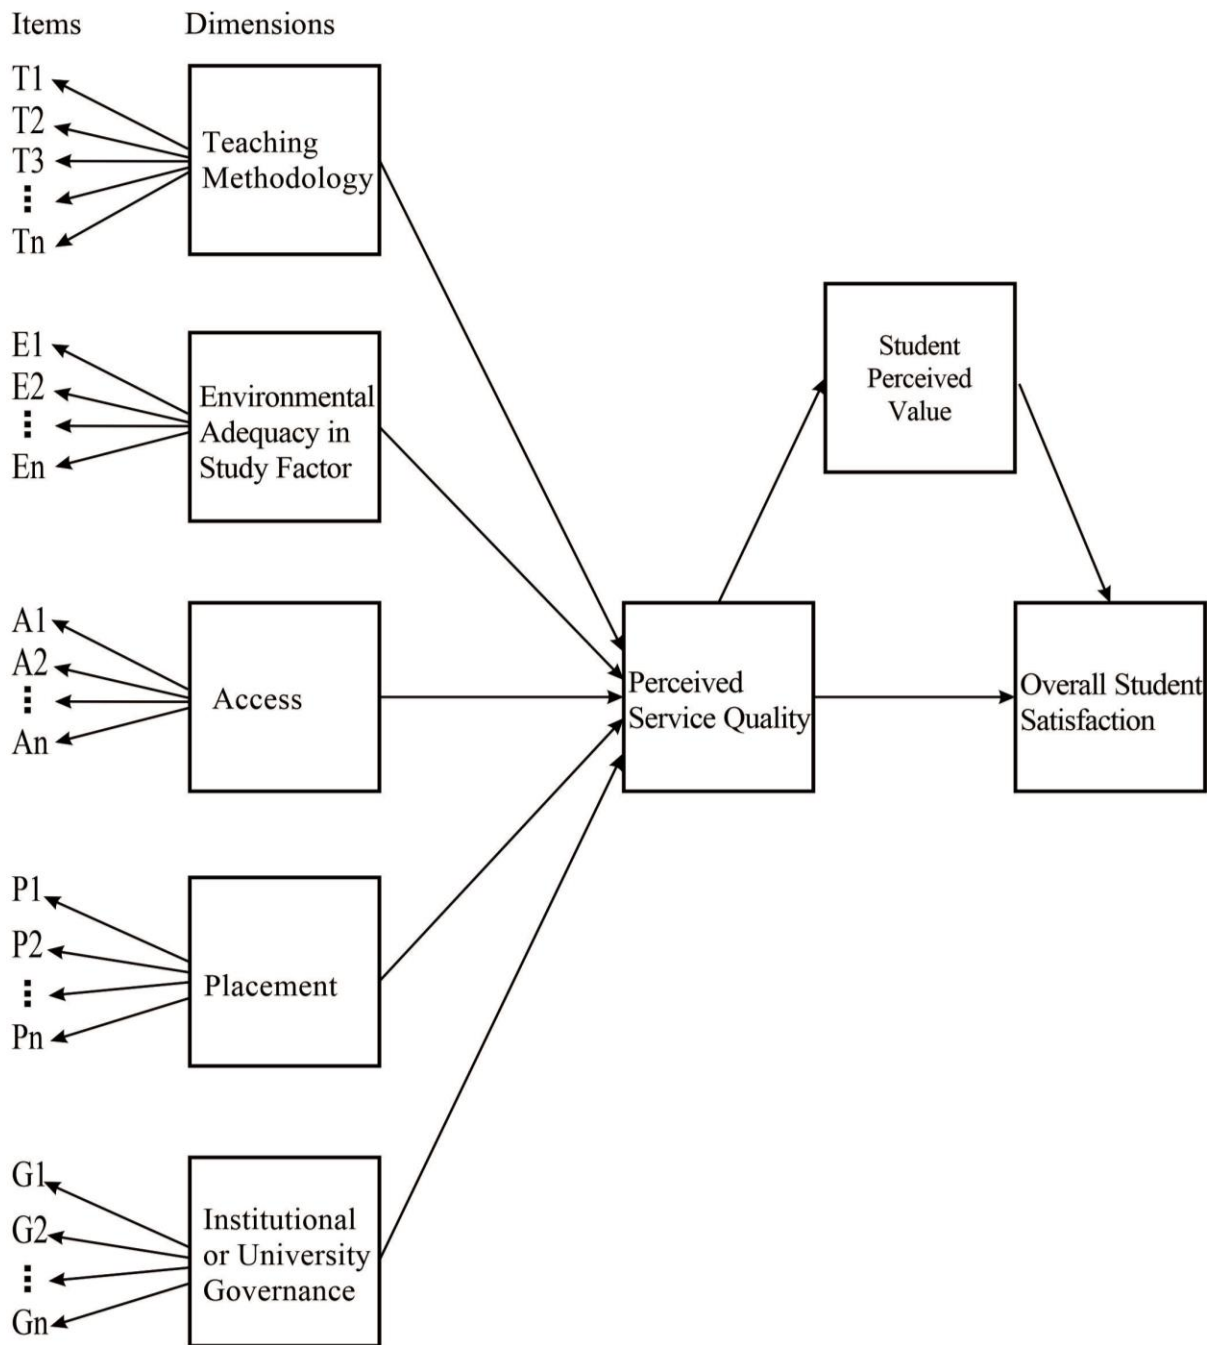 Items Dimensions
T1
T2
T3
Tn
Teaching
Methodology
E1
E2
En
Environmental
Adequacy in
Study Factor
Student
Perceived
Value
A1
A2
An
Access
Perceived
Service Quality
Overall Student
Satisfaction
P1
P2
Pn
Placement
G1
G2
Gn
Institutional
or University
Governance